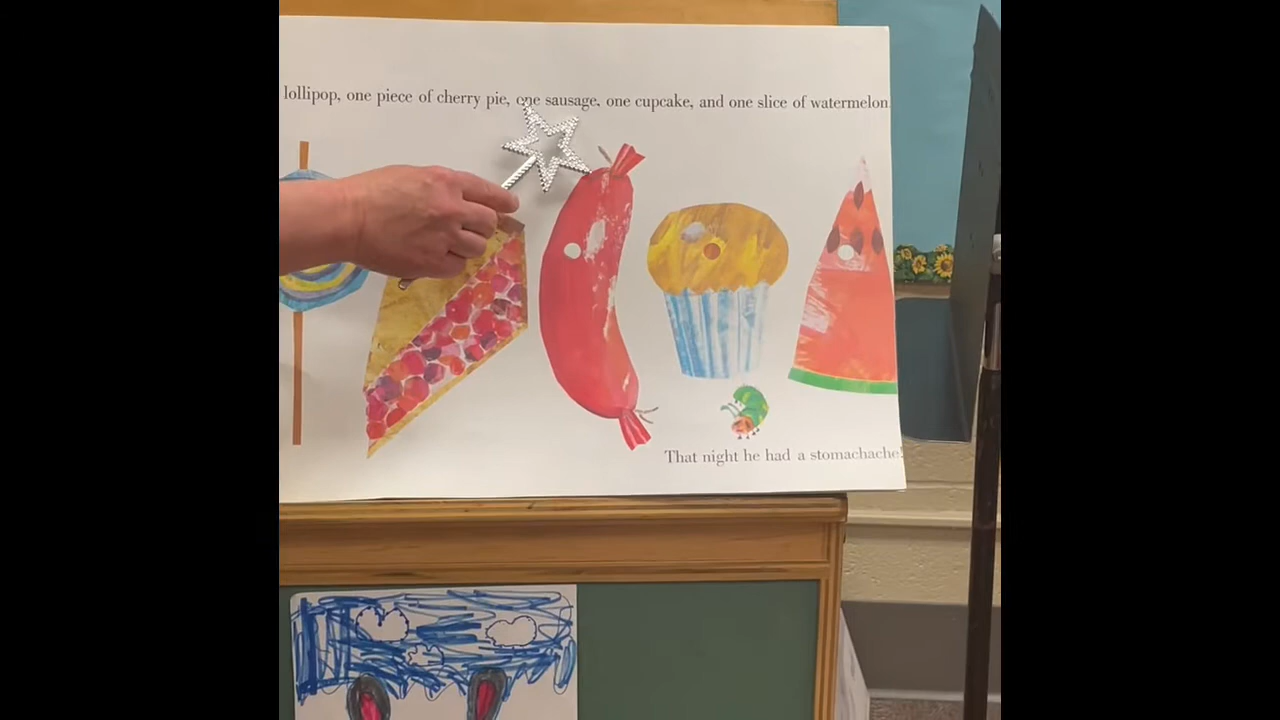 lollipop, one piece of cherry pie, one sausage, one cupcake, and one slice of watermelon
That night he had a stomachache!